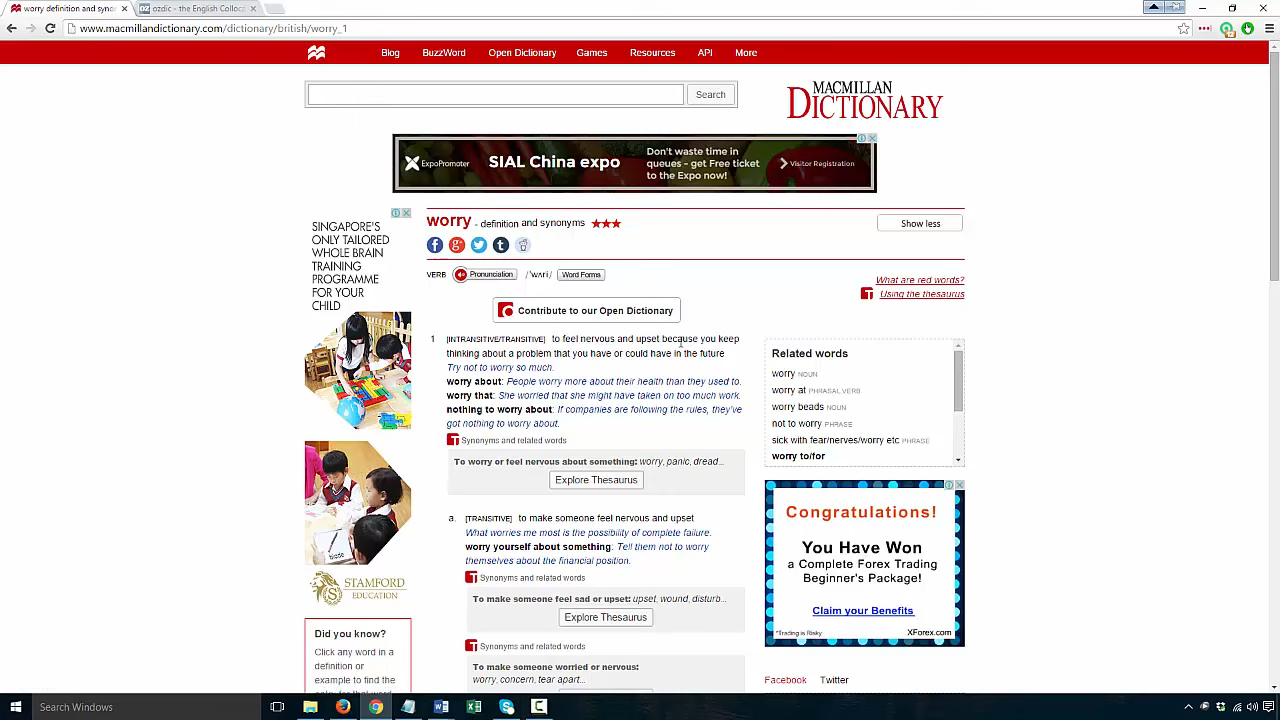 worry definition and syno
ozdic - the English Colloc
www.macmillandictionary.com/dictionary/british/worry_1
Blog BuzzWord Open Dictionary Games Resources API More
Search
MACMILLAN
DICTIONARY
ExpoPromoter SIAL China expo
Don't waste time in
queues - get Free ticket
to the Expo now!
Visitor Registration
SINGAPORE'S
ONLY TAILORED
WHOLE BRAIN
TRAINING
PROGRAMME
FOR YOUR
CHILD
STAMFORD
EDUCATION
Did you know?
Click any word in a
definition or
example to find the
worry - definition and synonyms ★★★
Show less
VERB Pronunciation /ˈwʌri/ Word Forms
What are red words?
Using the thesaurus
Contribute to our Open Dictionary
1 [INTRANSITIVE/TRANSITIVE] to feel nervous and upset because you keep
thinking about a problem that you have or could have in the future
Try not to worry so much.
worry about: People worry more about their health than they used to.
worry that: She worried that she might have taken on too much work.
nothing to worry about: If companies are following the rules, they've
got nothing to worry about.
Synonyms and related words
To worry or feel nervous about something: worry, panic, dread...
Explore Thesaurus
a. [TRANSITIVE] to make someone feel nervous and upset
What worries me most is the possibility of complete failure.
worry yourself about something: Tell them not to worry
themselves about the financial position.
Synonyms and related words
To make someone feel sad or upset: upset, wound, disturb...
Explore Thesaurus
Synonyms and related words
To make someone worried or nervous:
worry, concern, tear apart...
Related words
worry NOUN
worry at PHRASAL VERB
worry beads NOUN
not to worry PHRASE
sick with fear/nerves/worry etc PHRASE
worry to/for
Congratulations!
You Have Won
a Complete Forex Trading
Beginner's Package!
Claim your Benefits
*Trading is Risky XForex.com
Facebook Twitter
Search Windows